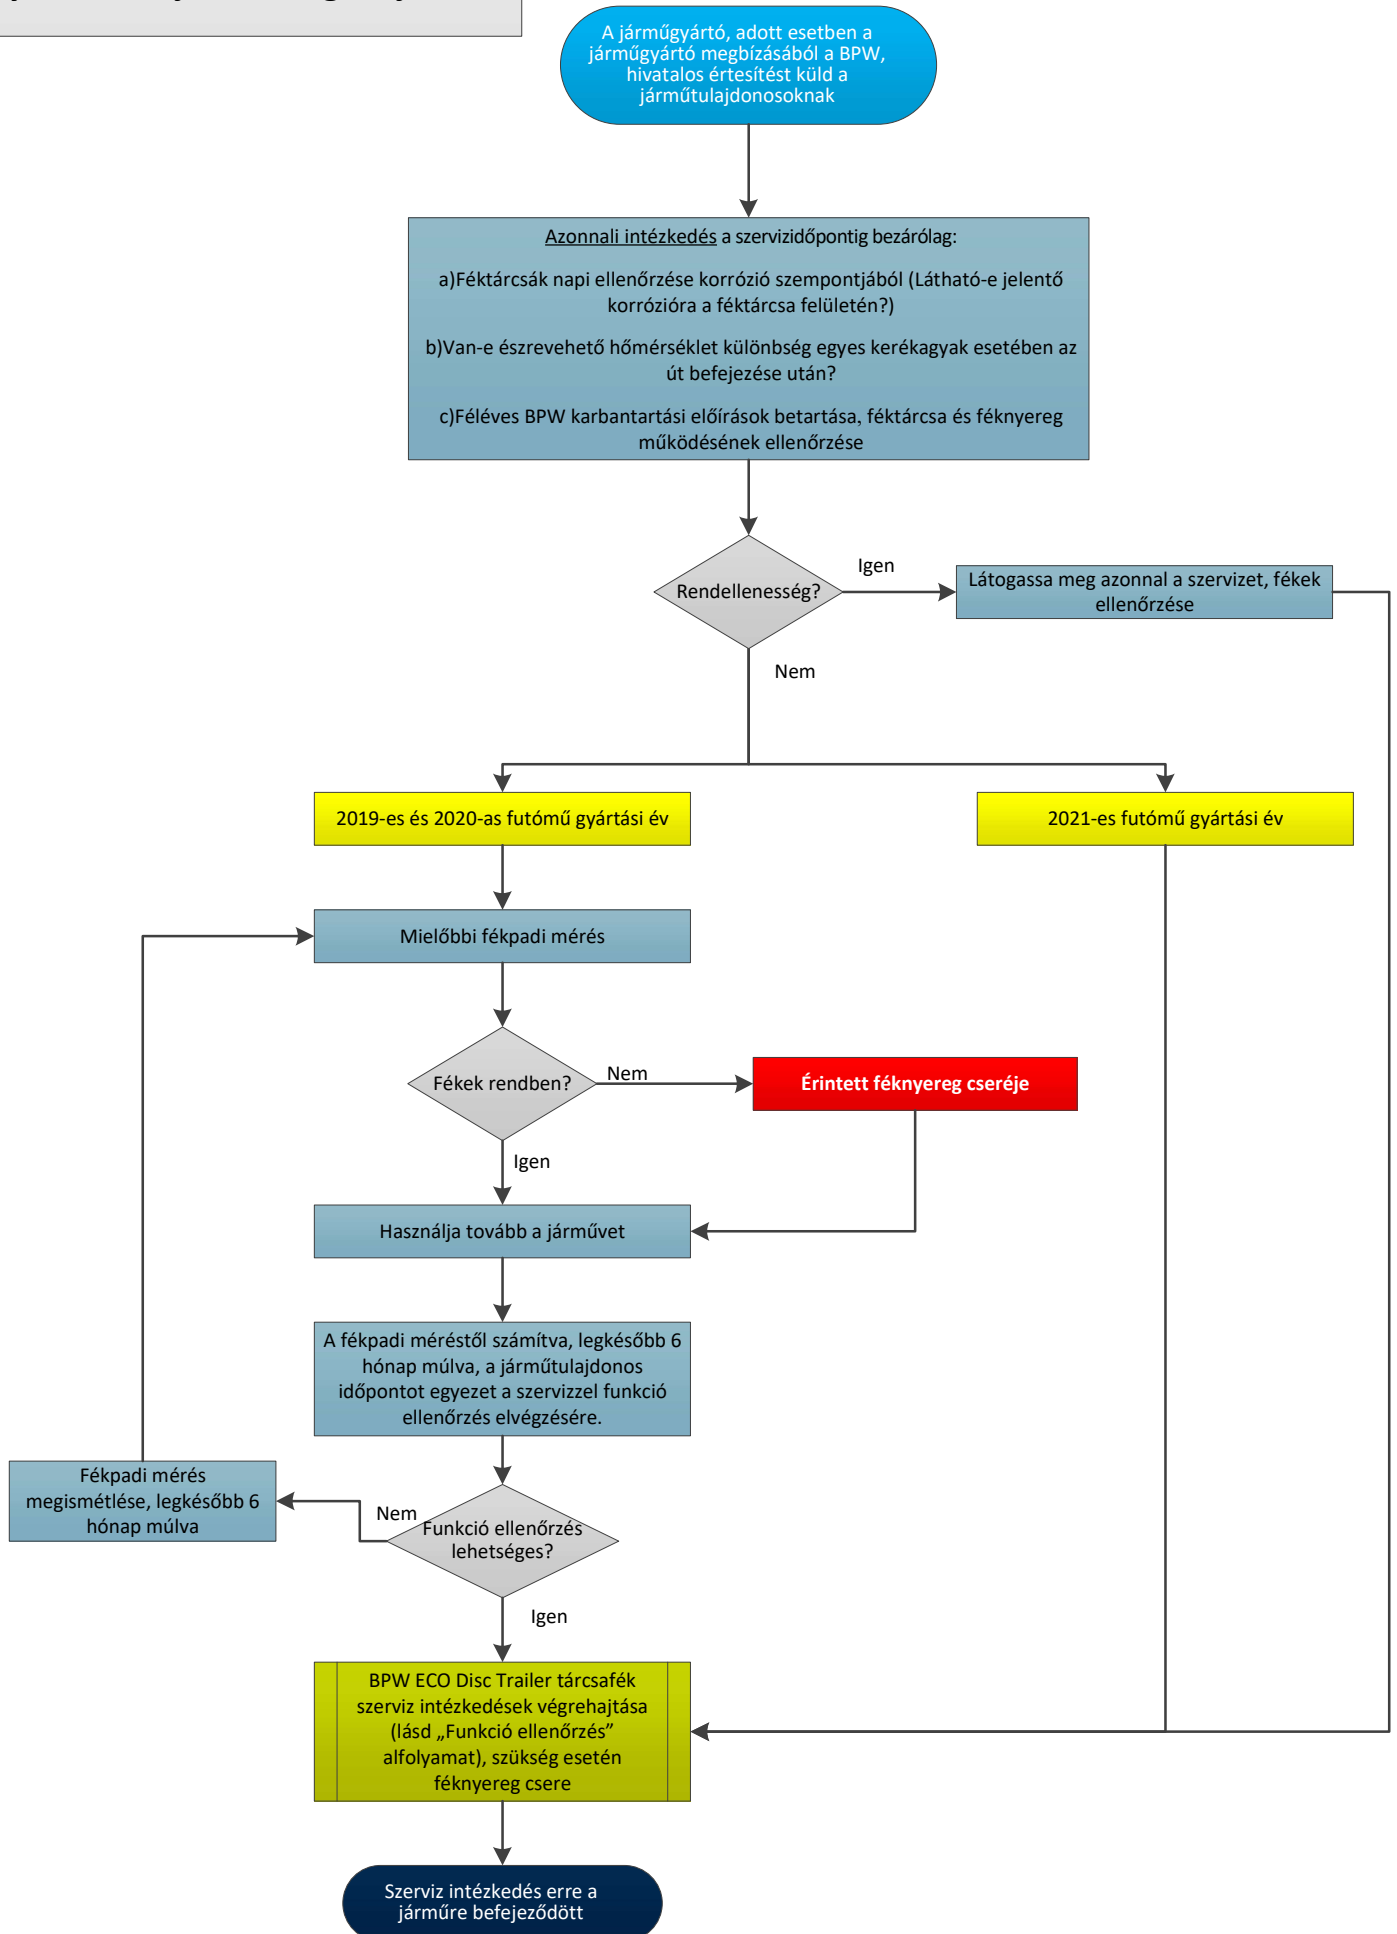 A járműgyártó, adott esetben a
járműgyártó megbízásából a BPW,
hivatalos értesítést küld a
járműtulajdonosoknak
Azonnali intézkedés a szervizidőpontig bezárólag:
a)Féktárcsák napi ellenőrzése korrózió szempontjából (Látható-e jelentő
korrózióra a féktárcsa felületén?)
b)Van-e észrevehető hőmérséklet különbség egyes kerékagyak esetében az
út befejezése után?
c)Féléves BPW karbantartási előírások betartása, féktárcsa és féknyereg
működésének ellenőrzése
Rendellenesség?
Igen
Látogassa meg azonnal a szervizet, fékek
ellenőrzése
Nem
2019-es és 2020-as futómű gyártási év
2021-es futómű gyártási év
Mielőbbi fékpadi mérés
Fékek rendben?
Nem
Érintett féknyereg cseréje
Igen
Használja tovább a járművet
A fékpadi méréstől számítva, legkésőbb 6
hónap múlva, a járműtulajdonos
időpontot egyezet a szervizzel funkció
ellenőrzés elvégzésére.
Fékpadi mérés
megismétlése, legkésőbb 6
hónap múlva
Nem
Funkció ellenőrzés
lehetséges?
Igen
BPW ECO Disc Trailer tárcsafék
szerviz intézkedések végrehajtása
(lásd „Funkció ellenőrzés”
alfolyamat), szükség esetén
féknyereg csere
Szerviz intézkedés erre a
járműre befejeződött